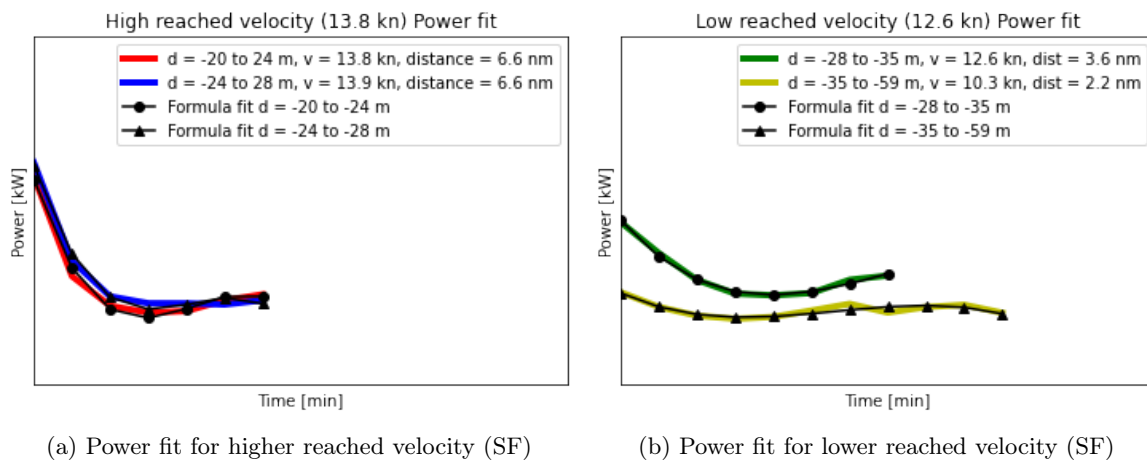 High reached velocity (13.8 kn) Power fit
d = -20 to 24 m, v = 13.8 kn, distance = 6.6 nm
d = -24 to 28 m, v = 13.9 kn, distance = 6.6 nm
Formula fit d = -20 to -24 m
Formula fit d = -24 to -28 m
Power [kW]
Time [min]
(a) Power fit for higher reached velocity (SF)
Low reached velocity (12.6 kn) Power fit
d = -28 to -35 m, v = 12.6 kn, dist = 3.6 nm
d = -35 to -59 m, v = 10.3 kn, dist = 2.2 nm
Formula fit d = -28 to -35 m
Formula fit d = -35 to -59 m
Power [kW]
Time [min]
(b) Power fit for lower reached velocity (SF)